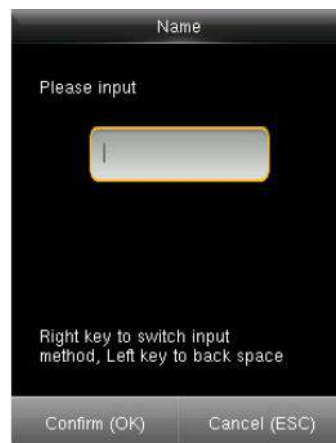 Name
Please input
Right key to switch input
method, Left key to back space
Confirm (OK) Cancel (ESC)